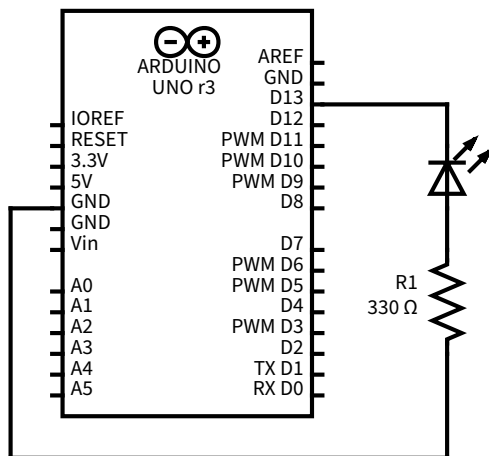 ARDUINO
UNO r3
AREF
GND
D13
IOREF
D12
RESET
PWM D11
3.3V
PWM D10
5V
PWM D9
GND
D8
GND
Vin
D7
PWM D6
A0
PWM D5
A1
D4
A2
PWM D3
A3
D2
A4
TX D1
A5
RX D0
R1
330 Ω